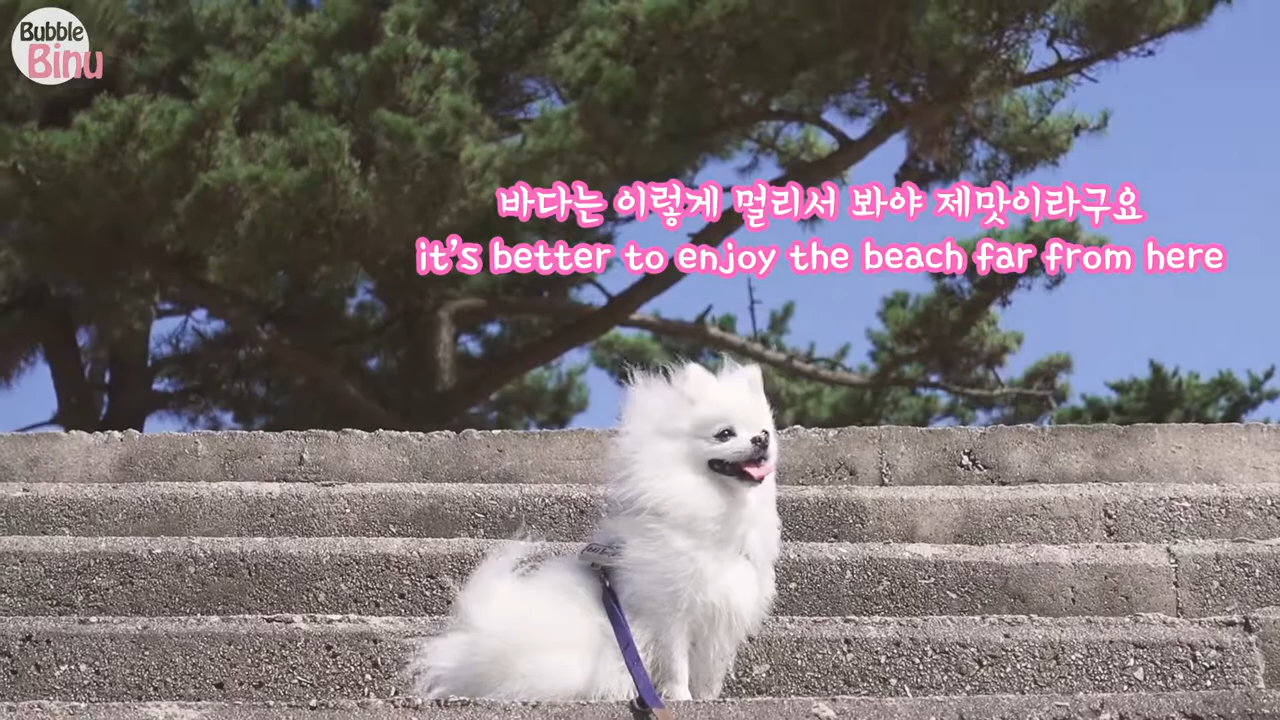 Bubble
Binu
바다는 이렇게 멀리서 봐야 제맛이라구요
it's better to enjoy the beach far from here